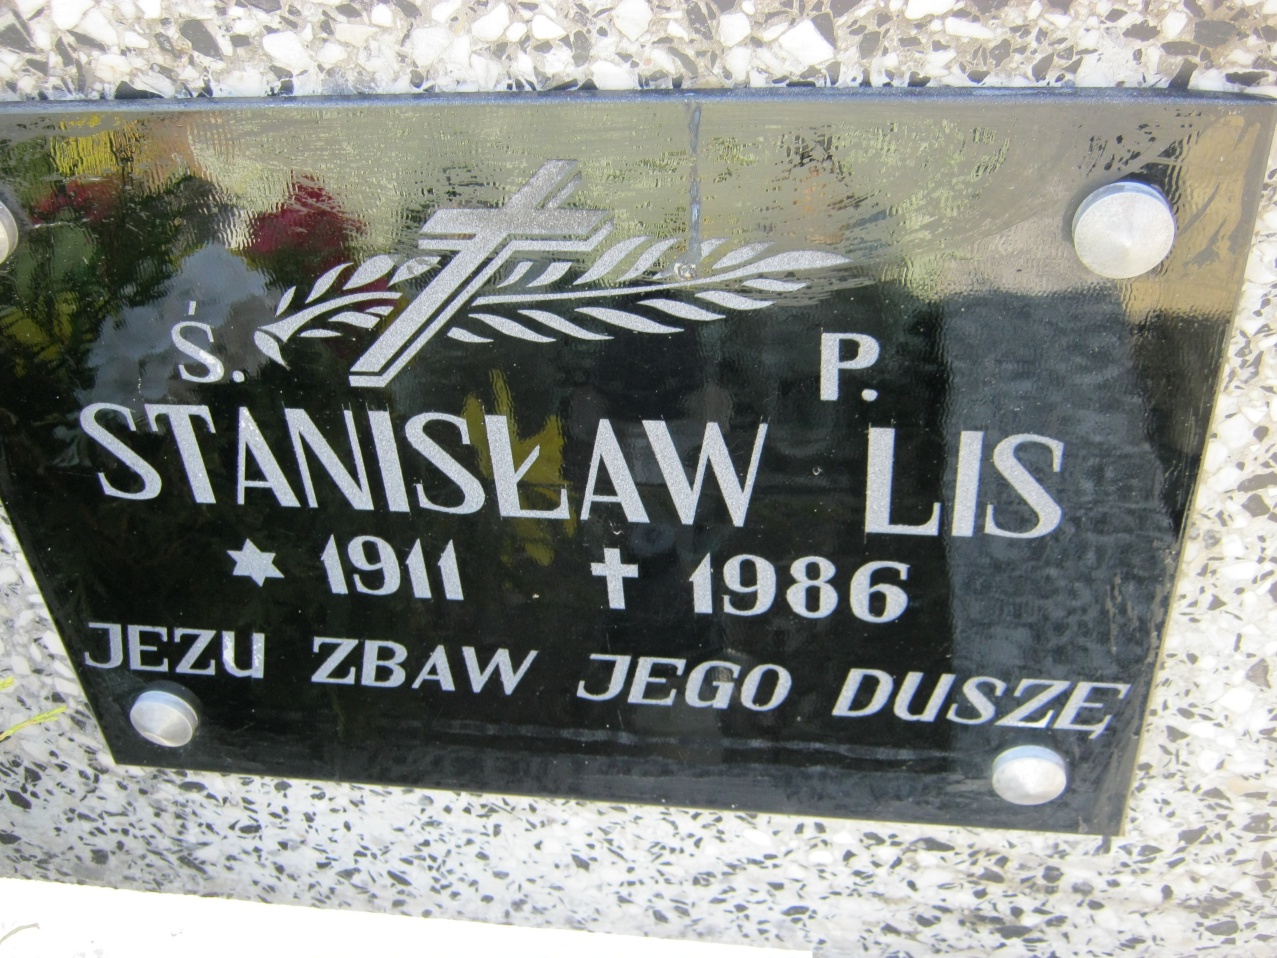 Ś. P.
STANISŁAW LIS
✶ 1911 ✝ 1986
JEZU ZBAW JEGO DUSZĘ